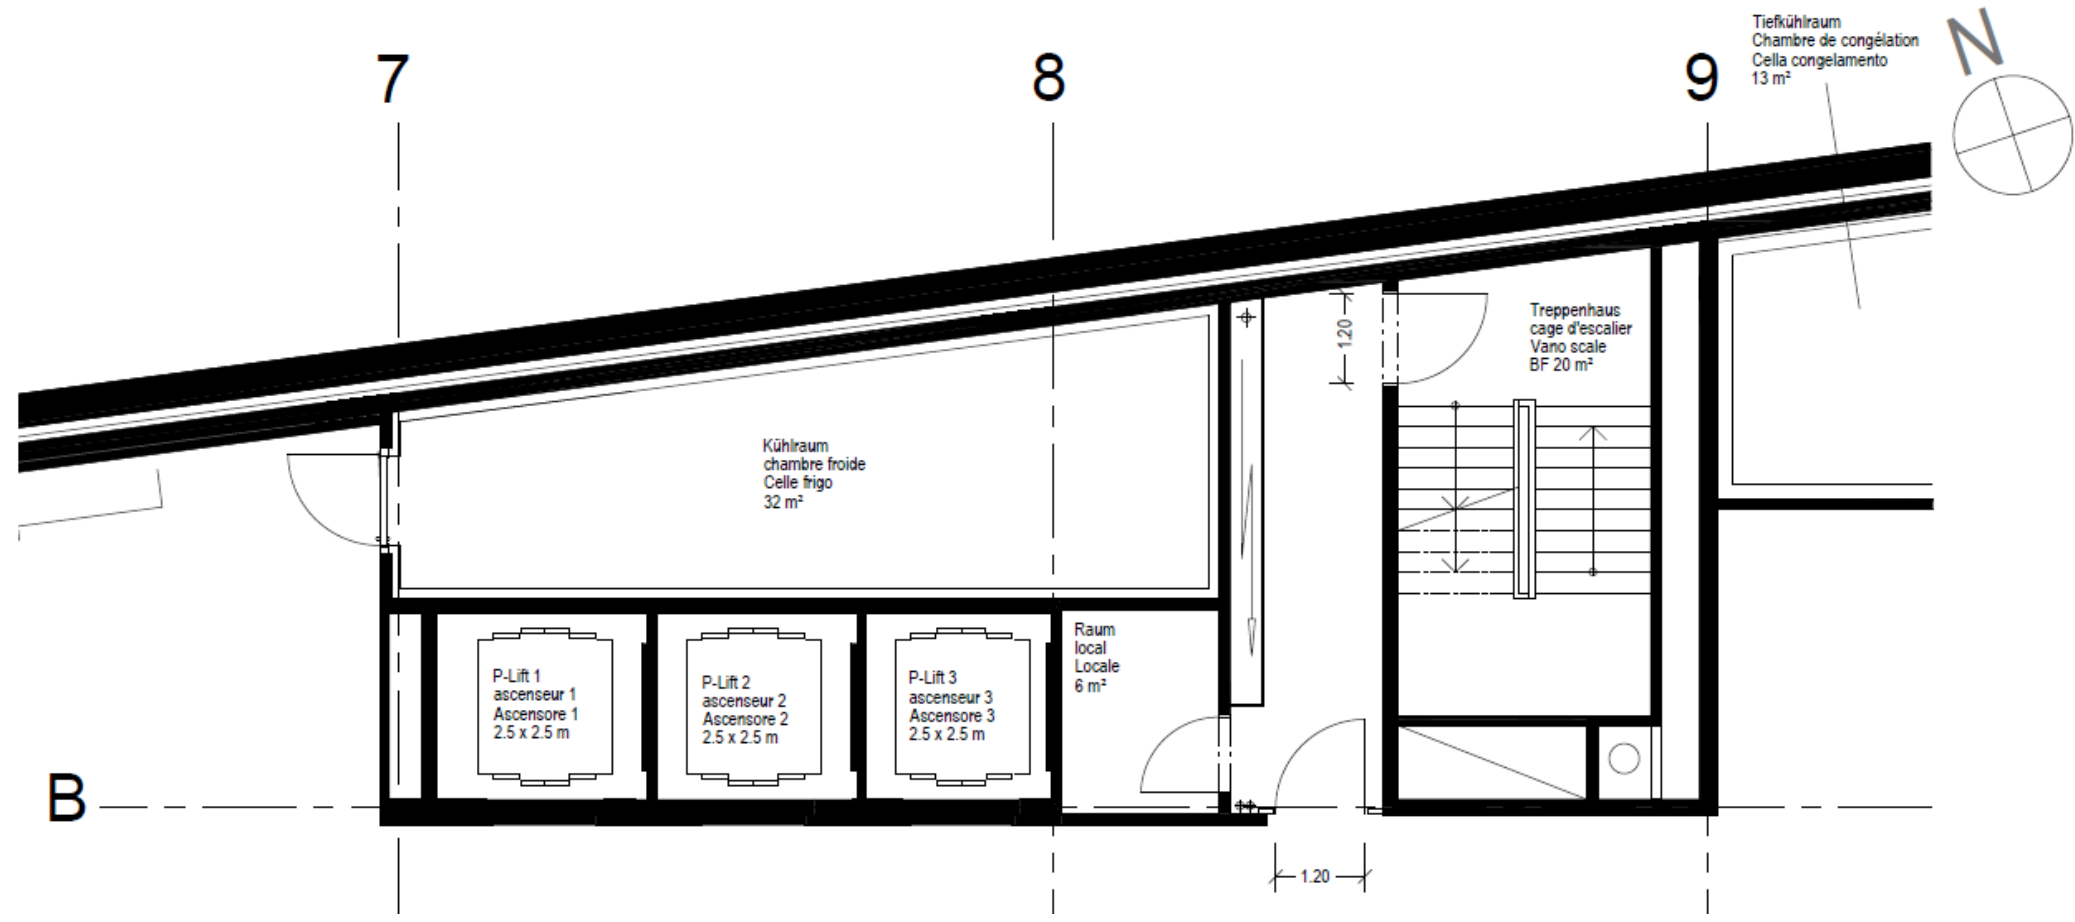 7
8
9
Tiefkühlraum
Chambre de congélation
Cella congelamento
13 m²
N
1.20
Treppenhaus
cage d'escalier
Vano scale
BF 20 m²
Kühlraum
chambre froide
Celle frigo
32 m²
P-Lift 1
ascenseur 1
Ascensore 1
2.5 x 2.5 m
P-Lift 2
ascenseur 2
Ascensore 2
2.5 x 2.5 m
P-Lift 3
ascenseur 3
Ascensore 3
2.5 x 2.5 m
Raum
local
Locale
6 m²
B
1.20